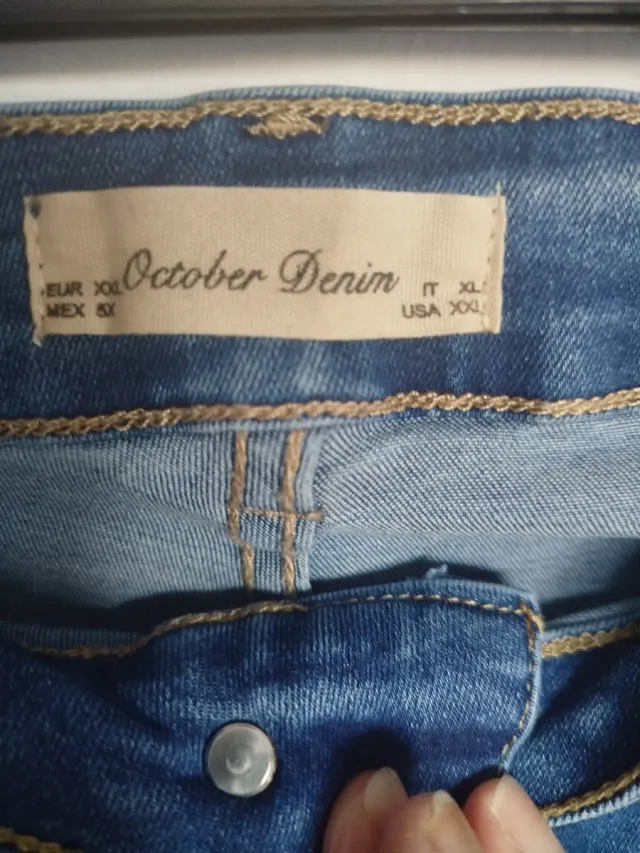 October Denim
EUR XXL
MEX 5X
IT XL
USA XXL